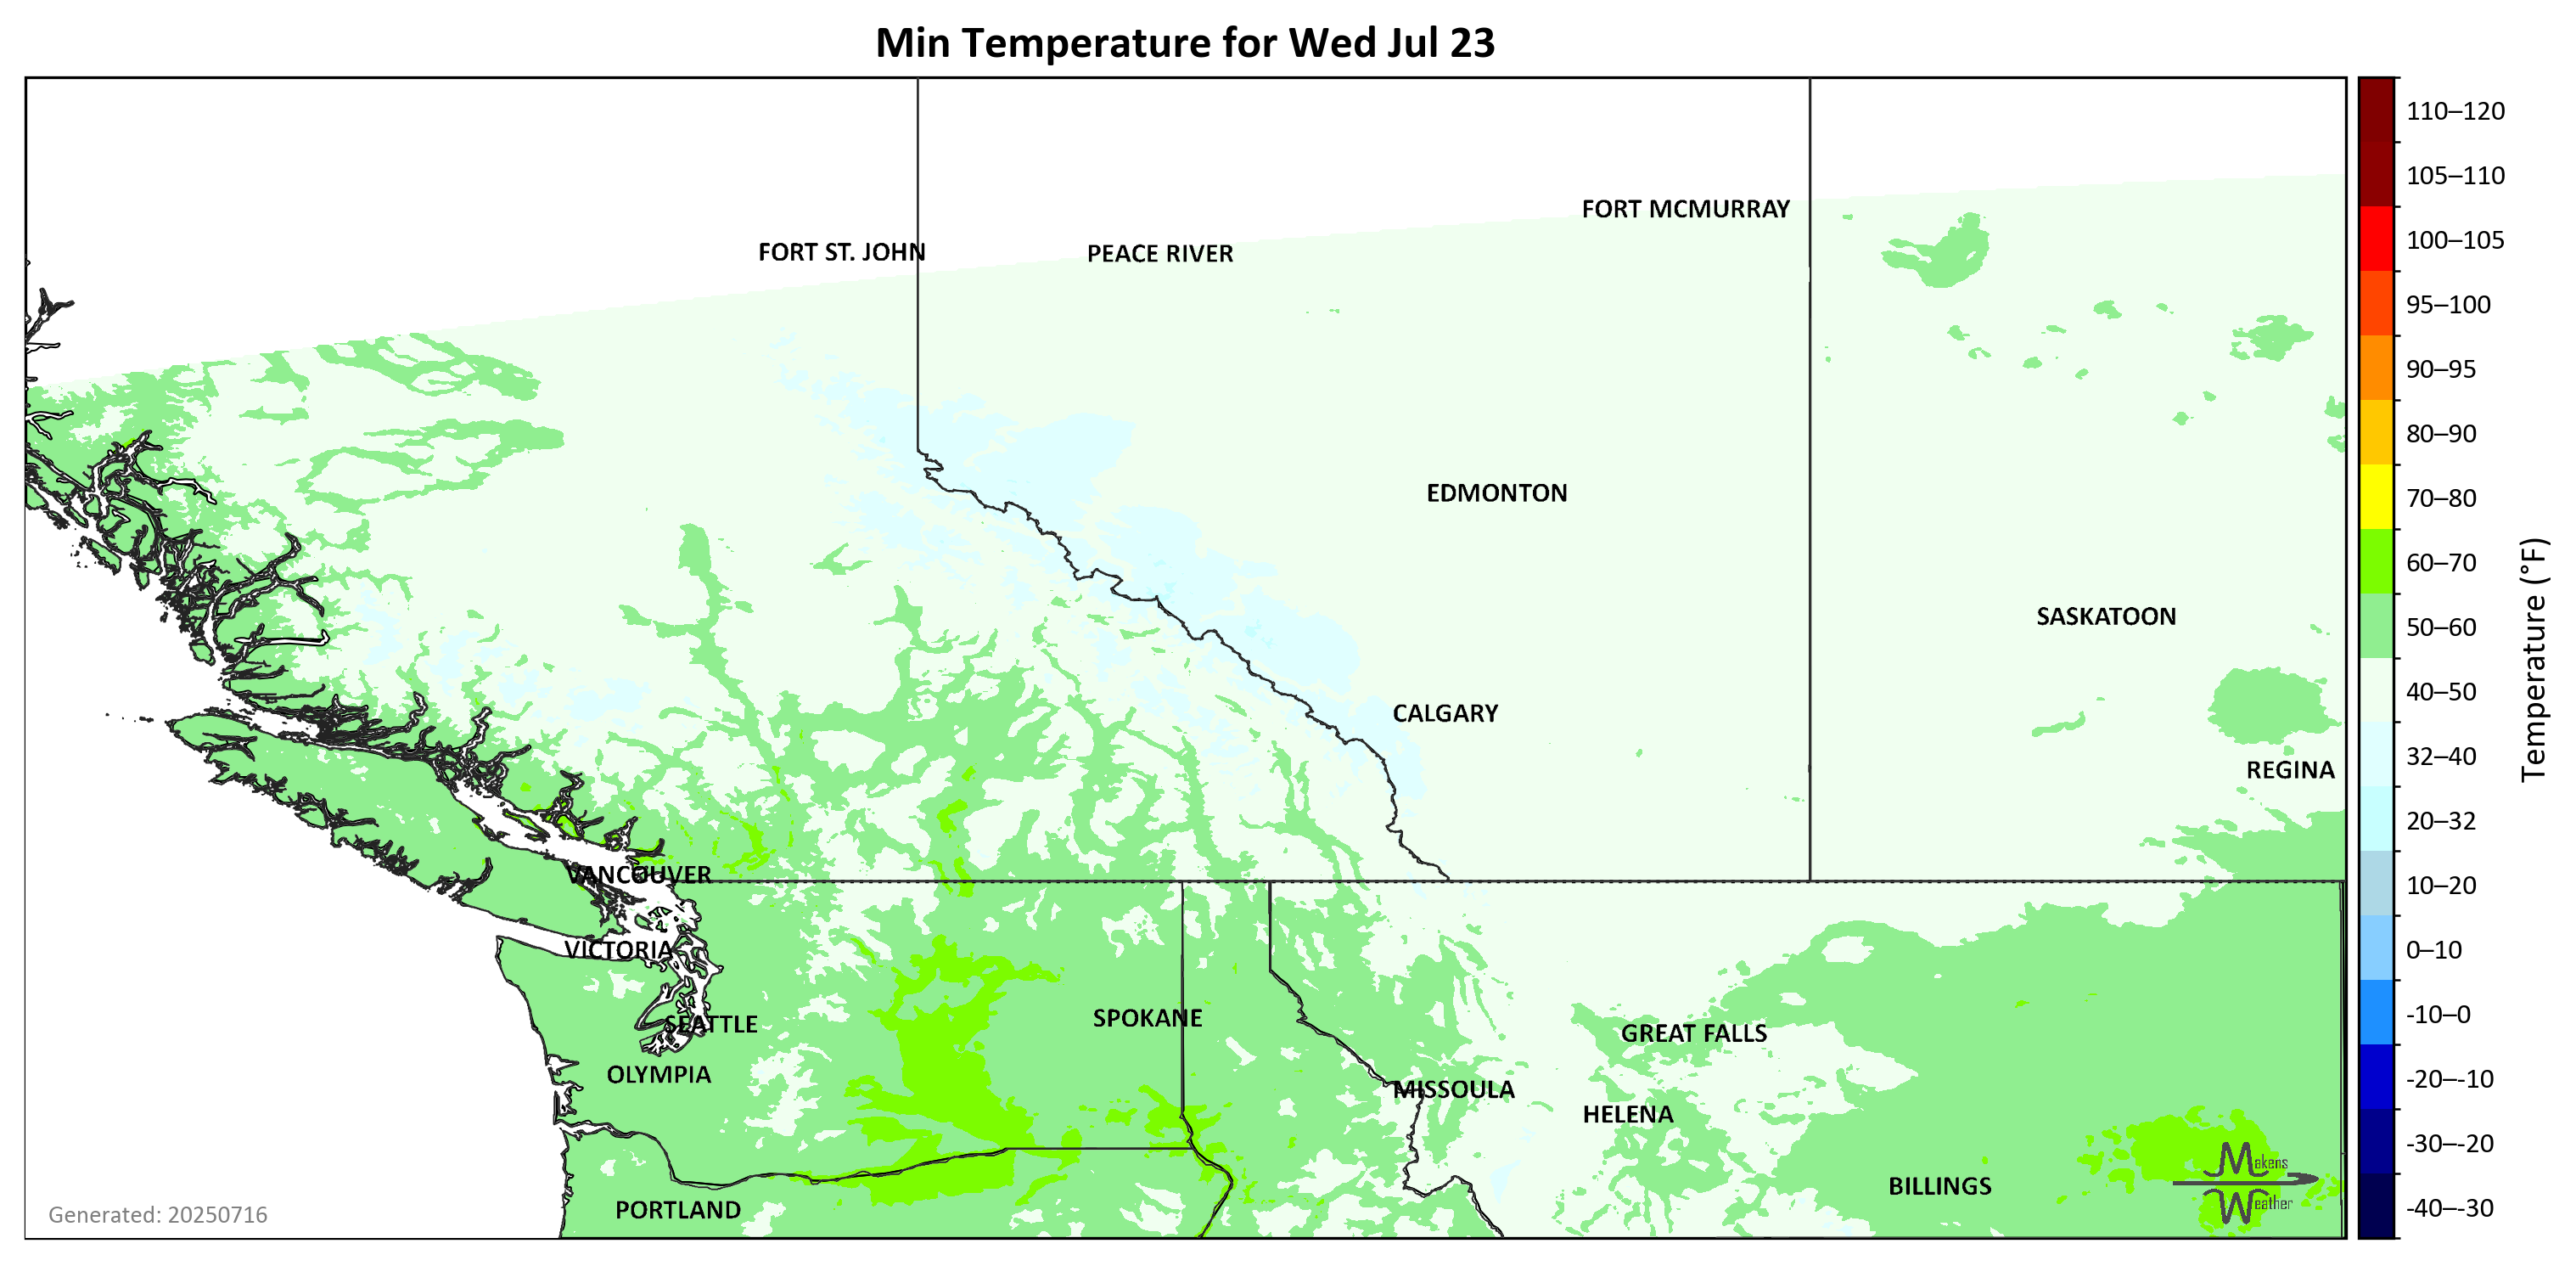 Min Temperature for Wed Jul 23
110–120
105–110
100–105
95–100
90–95
80–90
70–80
60–70
50–60
40–50
32–40
20–32
10–20
0–10
-10–0
-20–-10
-30–-20
-40–-30
Temperature (°F)
FORT MCMURRAY
FORT ST. JOHN
PEACE RIVER
EDMONTON
SASKATOON
CALGARY
REGINA
VANCOUVER
VICTORIA
SEATTLE
SPOKANE
GREAT FALLS
OLYMPIA
MISSOULA
HELENA
BILLINGS
PORTLAND
Makens
Weather
Generated: 20250716